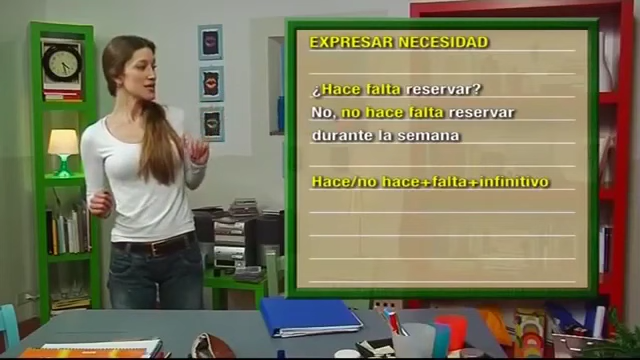 EXPRESAR NECESIDAD
¿Hace falta reservar?
No, no hace falta reservar
durante la semana
Hace/no hace+falta+infinitivo